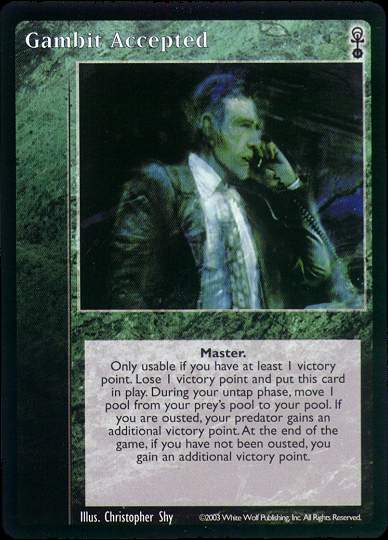 Gambit Accepted
Master.
Only usable if you have at least 1 victory
point. Lose 1 victory point and put this card
in play. During your untap phase, move 1
pool from your prey's pool to your pool. If
you are ousted, your predator gains an
additional victory point. At the end of the
game, if you have not been ousted, you
gain an additional victory point.
Illus. Christopher Shy
©2003 White Wolf Publishing, Inc. All Rights Reserved.